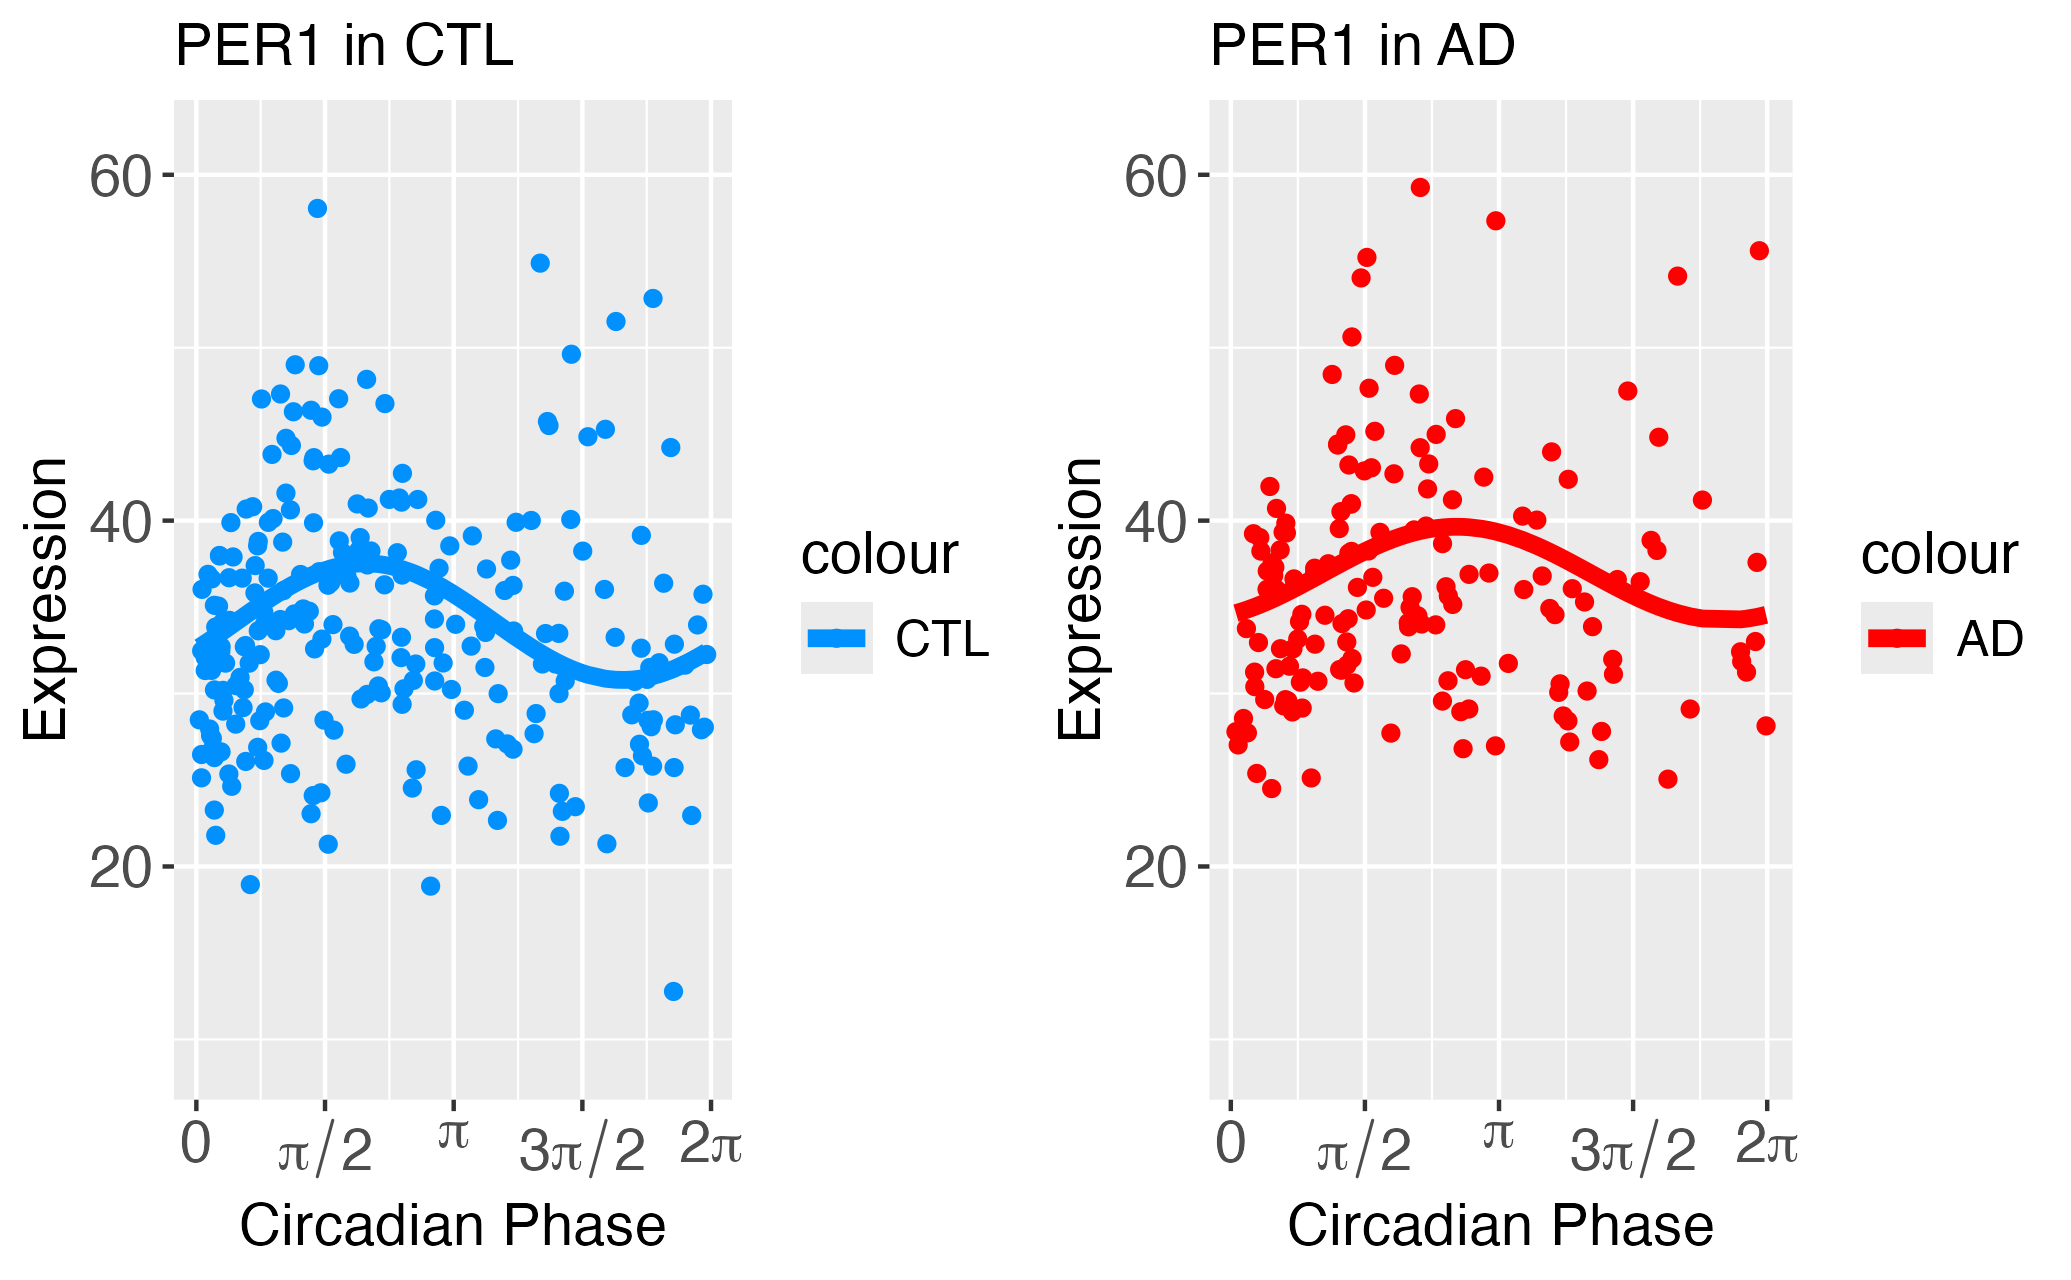 PER1 in CTL
60
40
20
Expression
0
π/2
π
3π/2
2π
Circadian Phase
colour
CTL
PER1 in AD
60
40
20
Expression
0
π/2
π
3π/2
2π
Circadian Phase
colour
AD